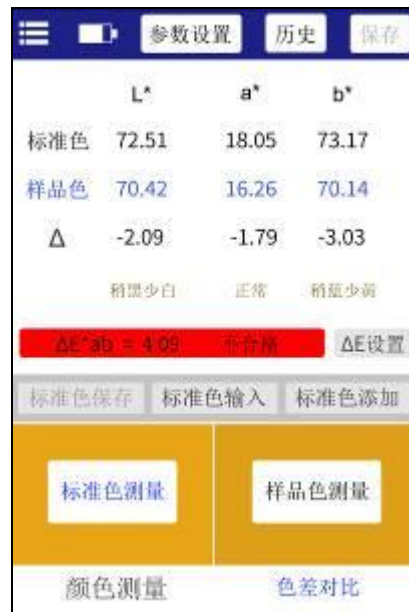 参数设置 历史 保存
L* a* b*
标准色 72.51 18.05 73.17
样品色 70.42 16.26 70.14
Δ -2.09 -1.79 -3.03
稍黑少白 正常 稍蓝少黄
ΔE*ab = 4.09 不合格 ΔE设置
标准色保存 标准色输入 标准色添加
标准色测量 样品色测量
颜色测量 色差对比